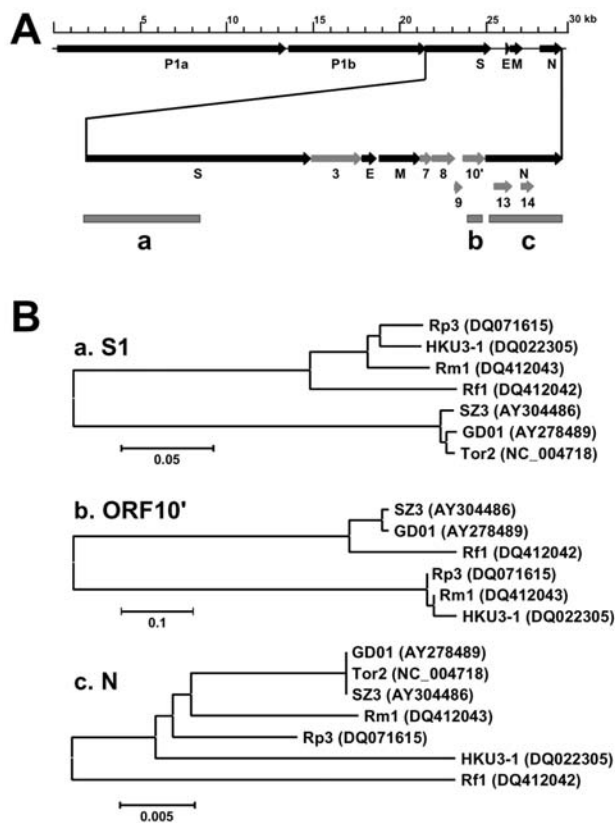 A
5 10 15 20 25 30 kb
P1a P1b S E M N
S 3 E M 7 8 10' N
9 13 14
a b c
B
a. S1
Rp3 (DQ071615)
HKU3-1 (DQ022305)
Rm1 (DQ412043)
Rf1 (DQ412042)
SZ3 (AY304486)
GD01 (AY278489)
Tor2 (NC_004718)
0.05
b. ORF10'
SZ3 (AY304486)
GD01 (AY278489)
Rf1 (DQ412042)
Rp3 (DQ071615)
Rm1 (DQ412043)
HKU3-1 (DQ022305)
0.1
c. N
GD01 (AY278489)
Tor2 (NC_004718)
SZ3 (AY304486)
Rm1 (DQ412043)
Rp3 (DQ071615)
HKU3-1 (DQ022305)
Rf1 (DQ412042)
0.005